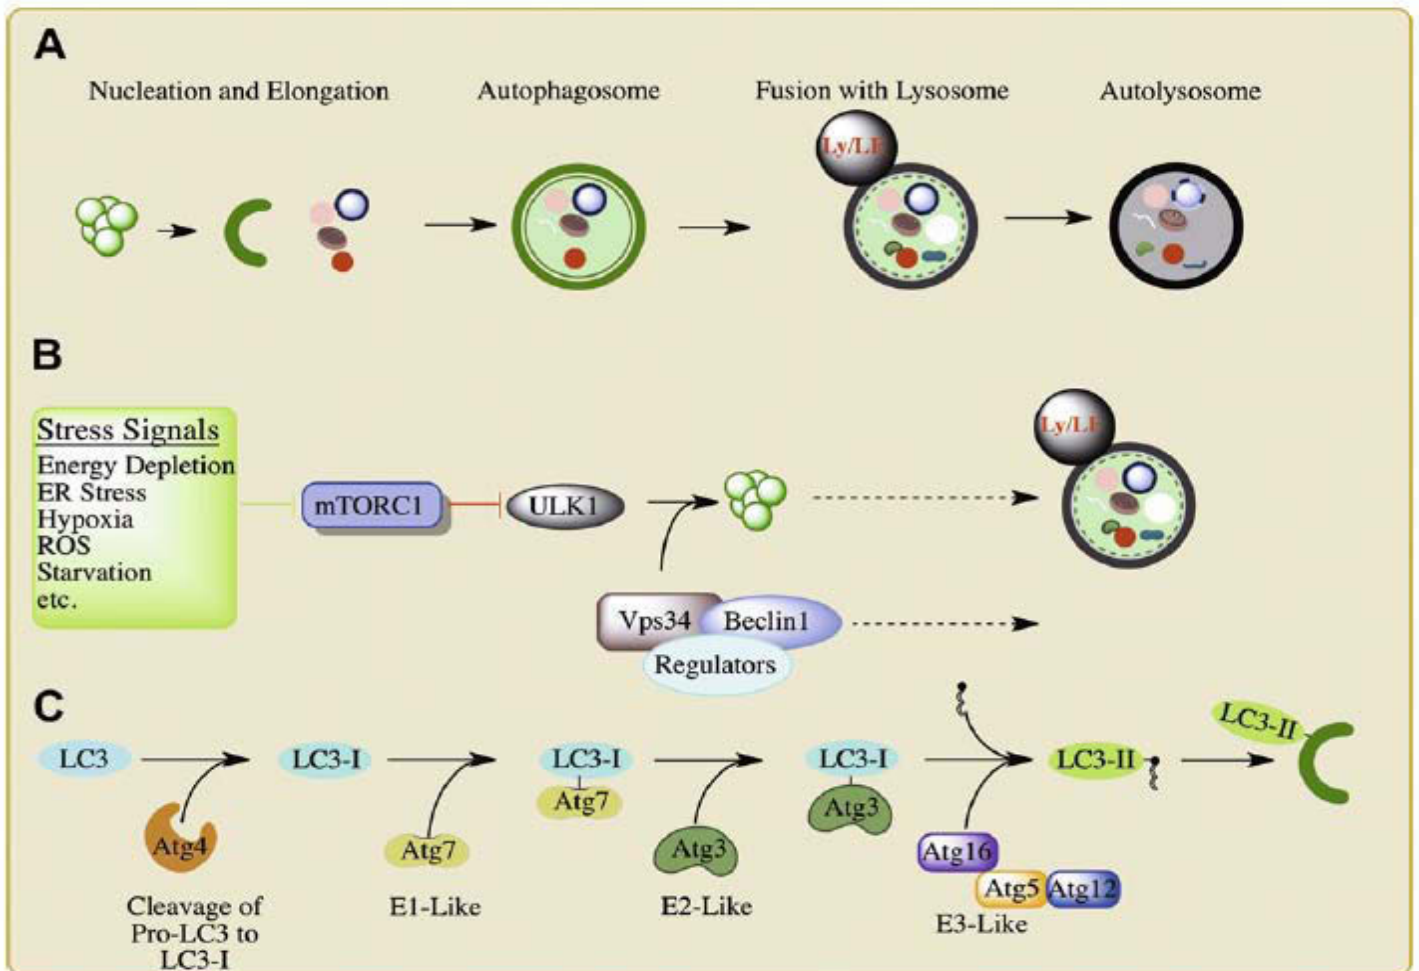 A
Nucleation and Elongation
Autophagosome
Fusion with Lysosome
Autolysosome
Ly/LE
B
Stress Signals
Energy Depletion
ER Stress
Hypoxia
ROS
Starvation
etc.
mTORC1
ULK1
Ly/LE
Vps34
Beclin1
Regulators
C
LC3
LC3-I
LC3-I
Atg7
LC3-I
Atg3
LC3-II
LC3-II
Atg4
Atg7
Atg3
Atg16
Atg5
Atg12
Cleavage of
Pro-LC3 to
LC3-I
E1-Like
E2-Like
E3-Like